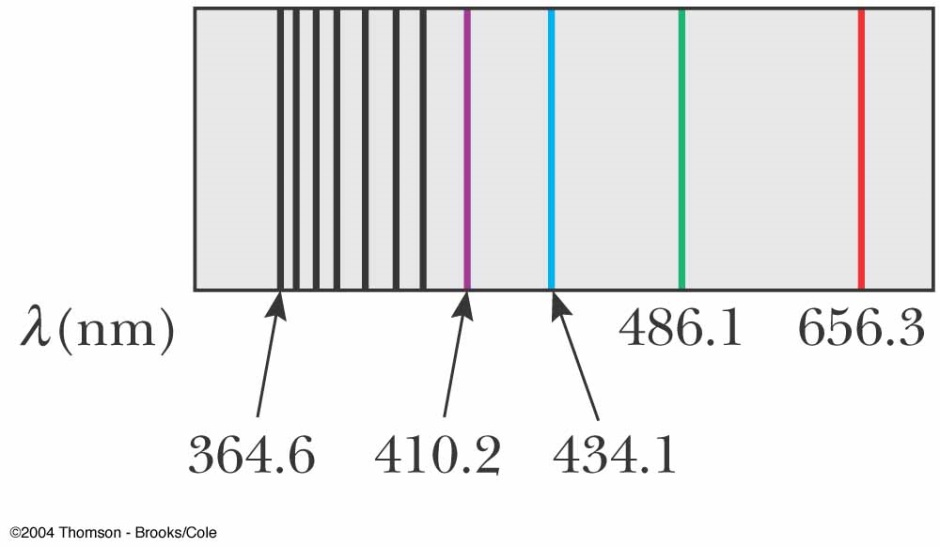 λ(nm) 486.1 656.3
364.6 410.2 434.1
©2004 Thomson - Brooks/Cole